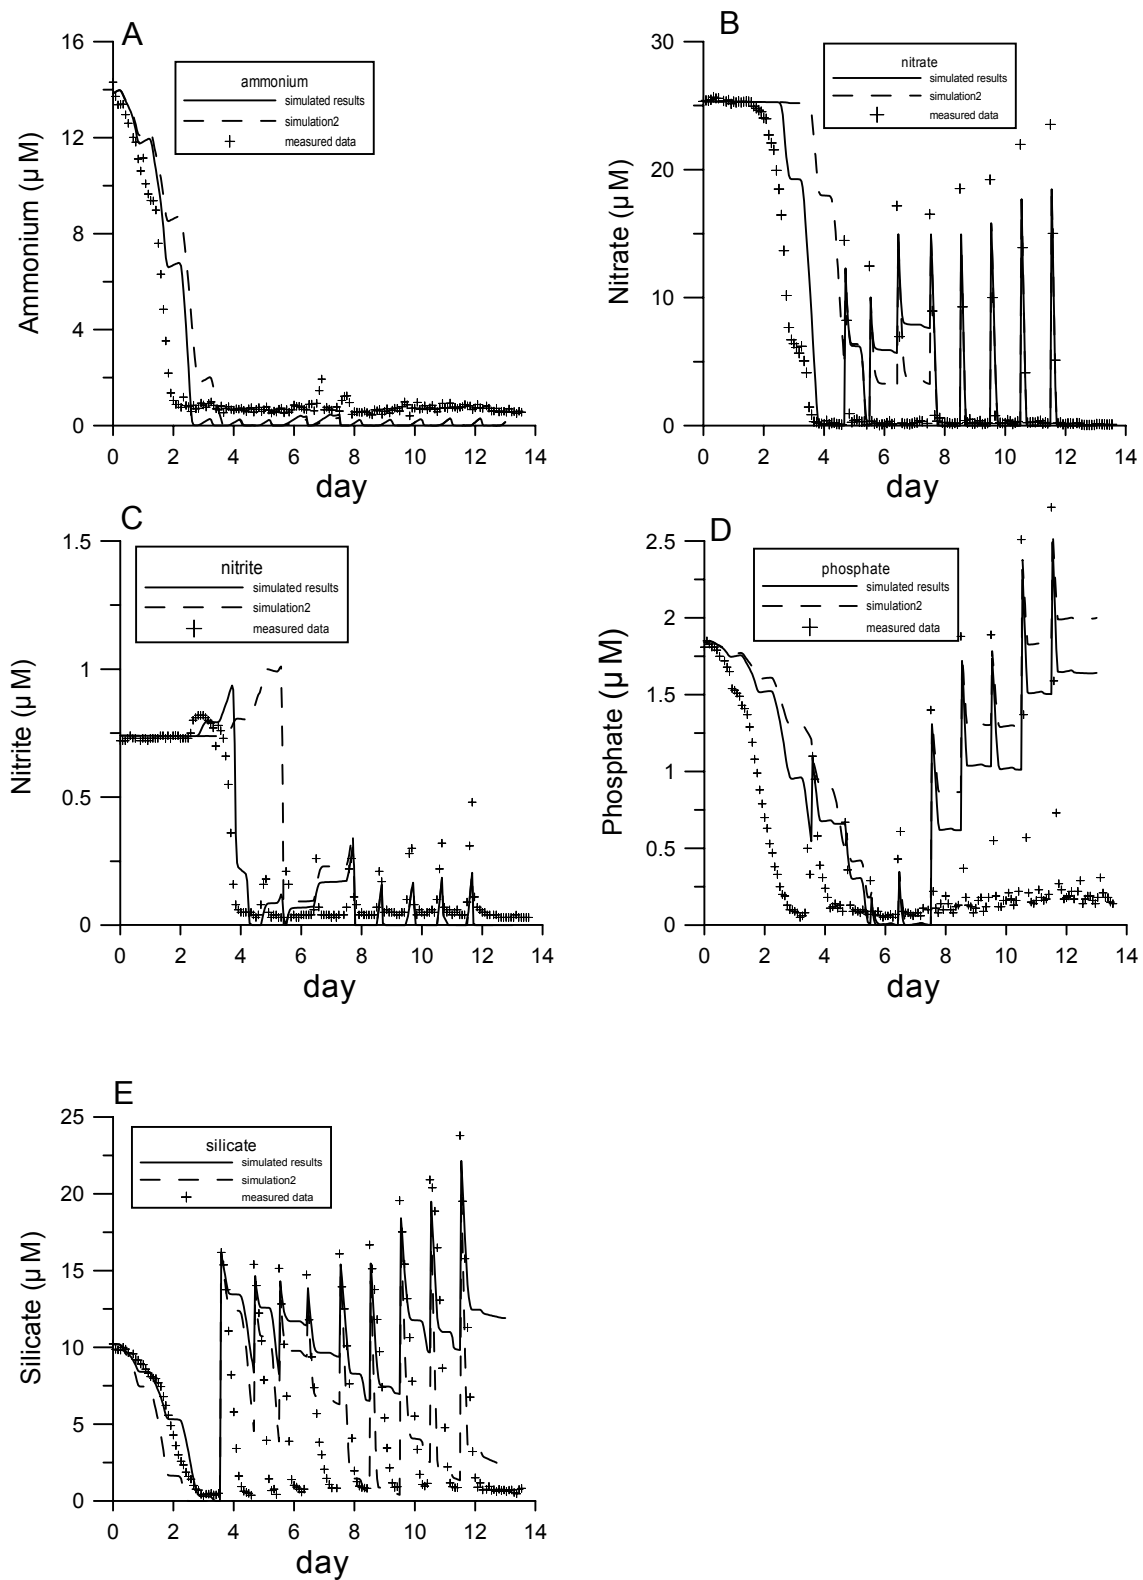 A
ammonium
simulated results
simulation2
measured data
Ammonium (µ M)
16
12
8
4
0
0 2 4 6 8 10 12 14
day
B
nitrate
simulated results
simulation2
measured data
Nitrate (µ M)
30
20
10
0
0 2 4 6 8 10 12 14
day
C
nitrite
simulated results
simulation2
measured data
Nitrite (µ M)
1.5
1
0.5
0
0 2 4 6 8 10 12 14
day
D
phosphate
simulated results
simulation2
measured data
Phosphate (µ M)
2.5
2
1.5
1
0.5
0
0 2 4 6 8 10 12 14
day
E
silicate
simulated results
simulation2
measured data
Silicate (µ M)
25
20
15
10
5
0
0 2 4 6 8 10 12 14
day